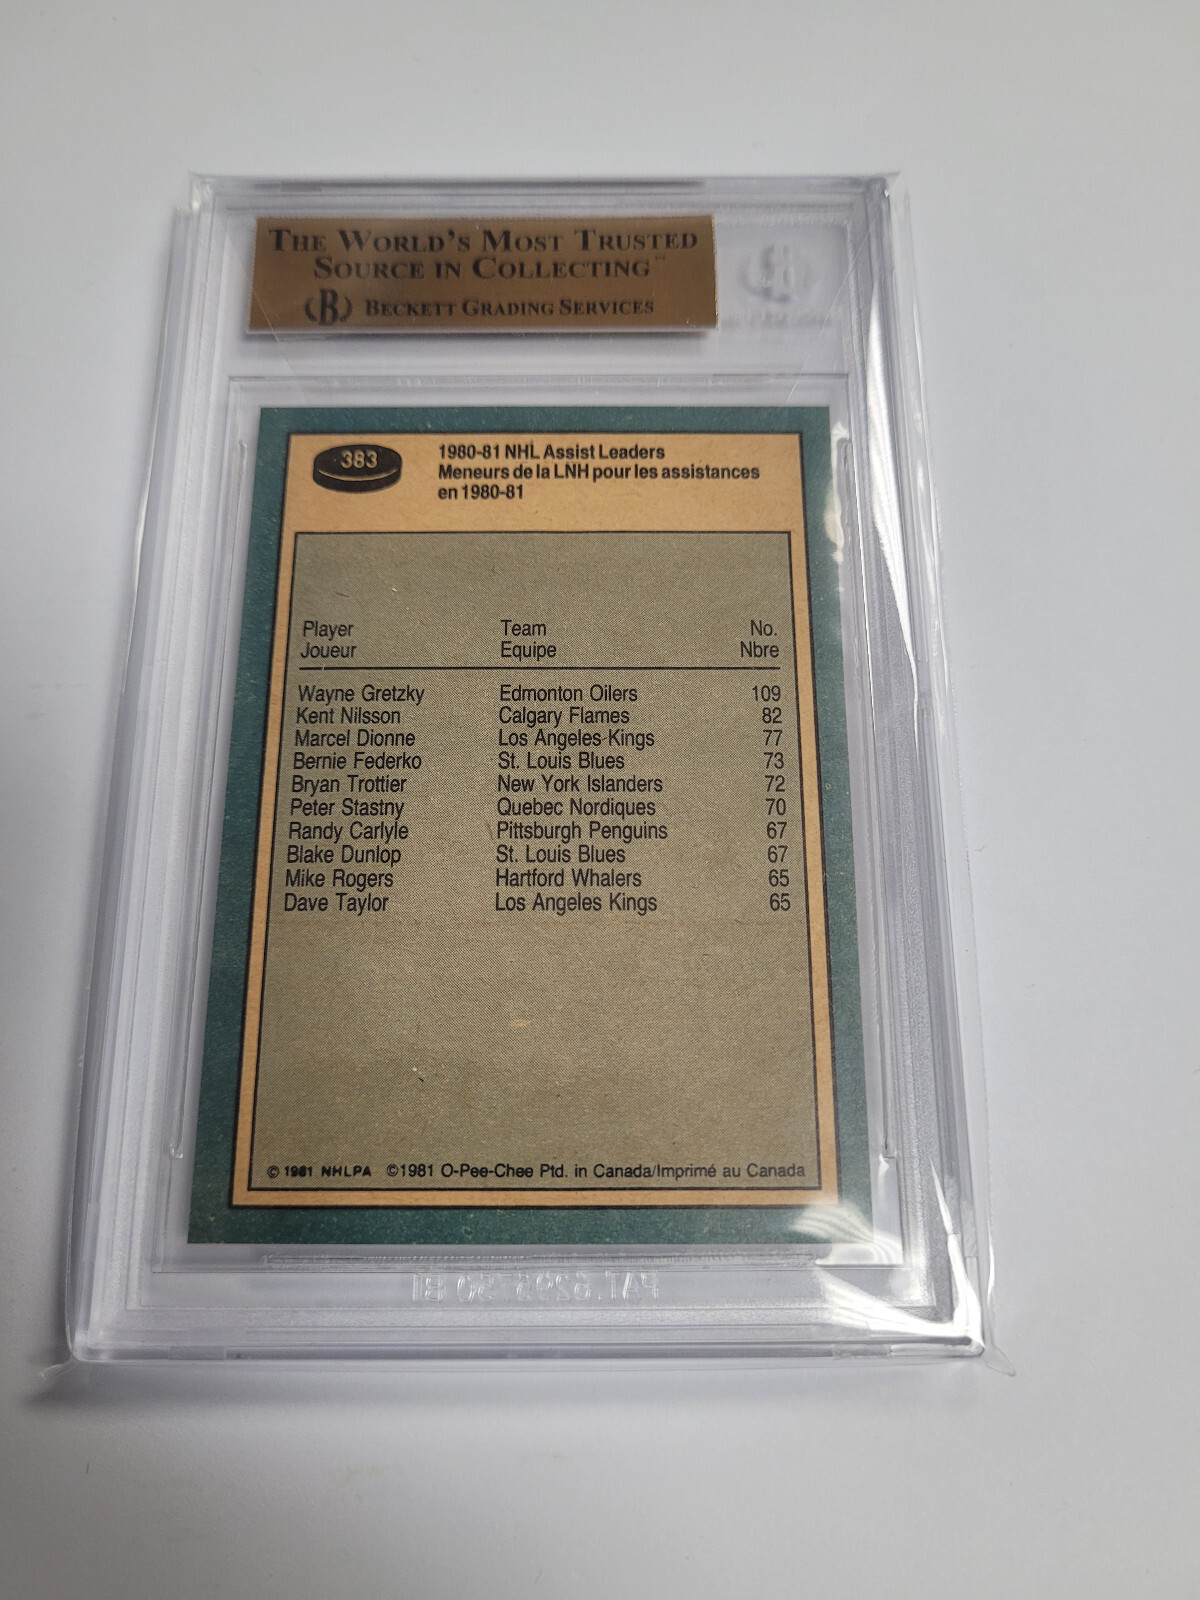 THE WORLD'S MOST TRUSTED
SOURCE IN COLLECTING™
(B) BECKETT GRADING SERVICES
383
1980-81 NHL Assist Leaders
Meneurs de la LNH pour les assistances
en 1980-81
Player Team No.
Joueur Equipe Nbre
Wayne Gretzky Edmonton Oilers 109
Kent Nilsson Calgary Flames 82
Marcel Dionne Los Angeles Kings 77
Bernie Federko St. Louis Blues 73
Bryan Trottier New York Islanders 72
Peter Stastny Quebec Nordiques 70
Randy Carlyle Pittsburgh Penguins 67
Blake Dunlop St. Louis Blues 67
Mike Rogers Hartford Whalers 65
Dave Taylor Los Angeles Kings 65
© 1981 NHLPA ©1981 O-Pee-Chee Ptd. in Canada/Imprimé au Canada